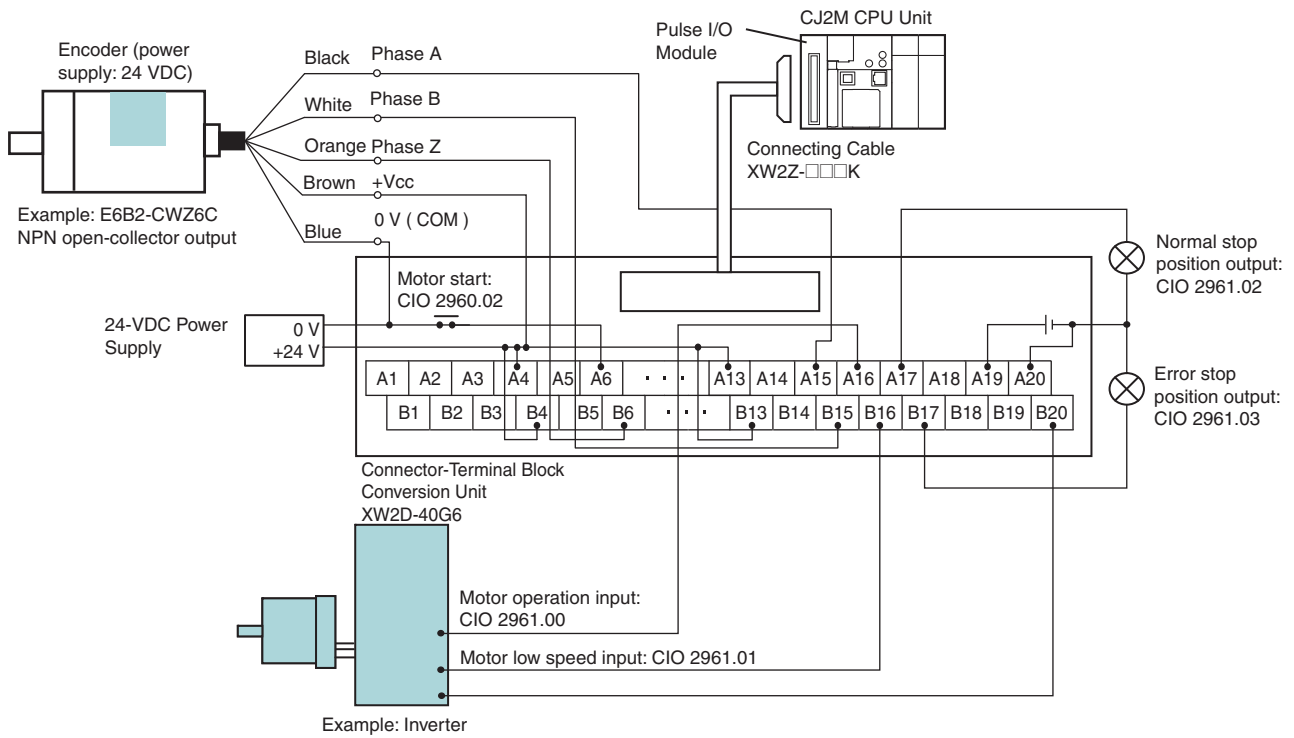 CJ2M CPU Unit
Pulse I/O
Module
Encoder (power
supply: 24 VDC)
Black Phase A
White Phase B
Orange Phase Z
Brown +Vcc
0 V ( COM )
Blue
Connecting Cable
XW2Z-□□□K
Example: E6B2-CWZ6C
NPN open-collector output
Normal stop
position output:
CIO 2961.02
Motor start:
CIO 2960.02
24-VDC Power
Supply
0 V
+24 V
A1 A2 A3 A4 A5 A6 · · · A13 A14 A15 A16 A17 A18 A19 A20
B1 B2 B3 B4 B5 B6 · · · B13 B14 B15 B16 B17 B18 B19 B20
Error stop
position output:
CIO 2961.03
Connector-Terminal Block
Conversion Unit
XW2D-40G6
Motor operation input:
CIO 2961.00
Motor low speed input: CIO 2961.01
Example: Inverter